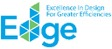 Excellence in Design
For Greater Efficiencies
Edge